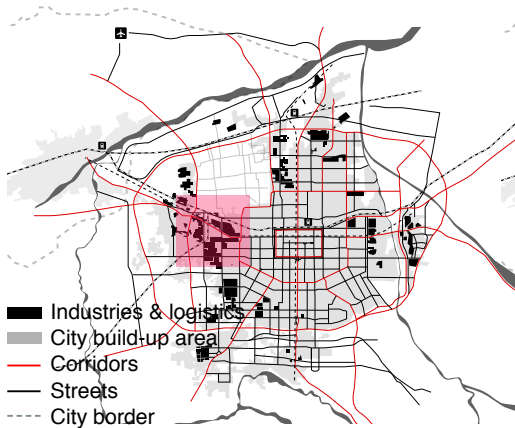 Industries & logistics
City build-up area
Corridors
Streets
City border